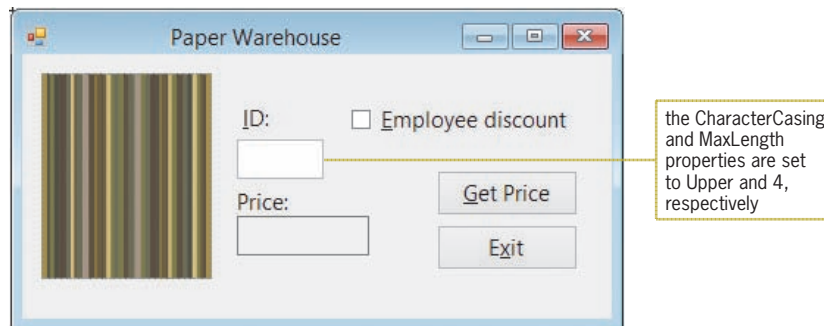 Paper Warehouse
ID:
Employee discount
Price:
Get Price
Exit
the CharacterCasing
and MaxLength
properties are set
to Upper and 4,
respectively